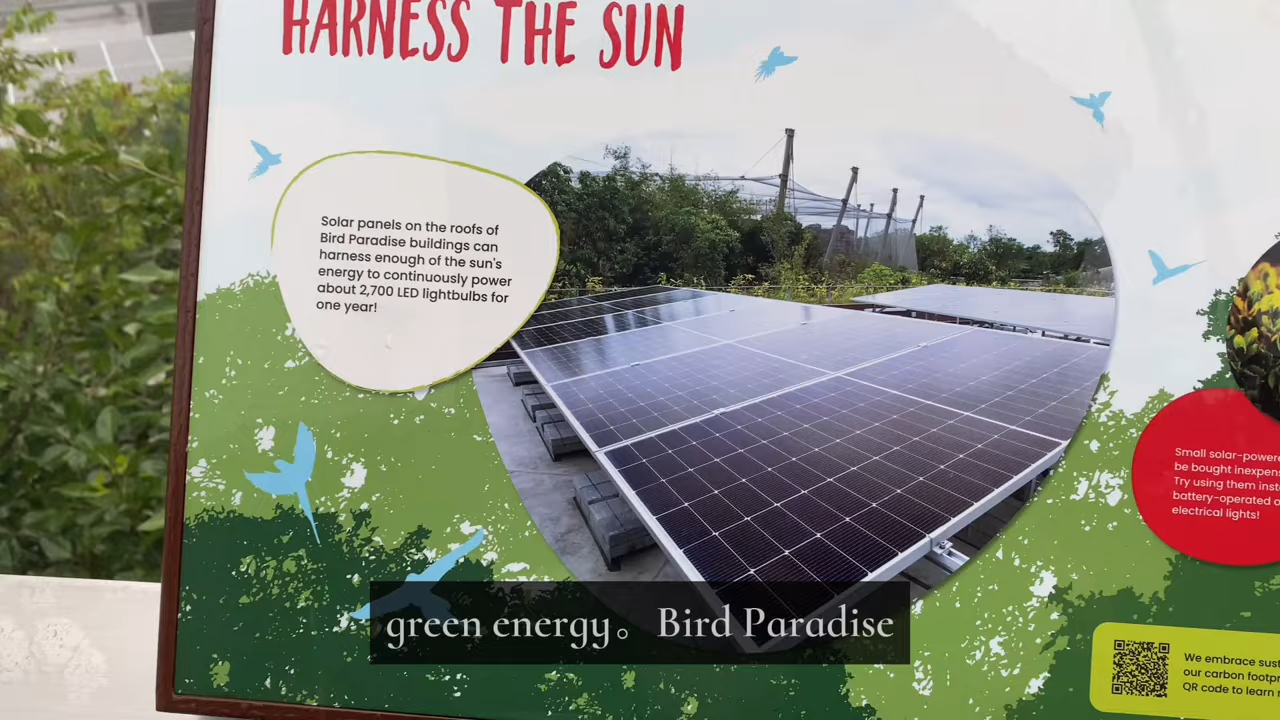 HARNESS THE SUN
Solar panels on the roofs of
Bird Paradise buildings can
harness enough of the sun's
energy to continuously power
about 2,700 LED lightbulbs for
one year!
Small solar-powere
be bought inexpens
Try using them inst
battery-operated o
electrical lights!
We embrace sust
our carbon footpr
QR code to learn
green energy。 Bird Paradise